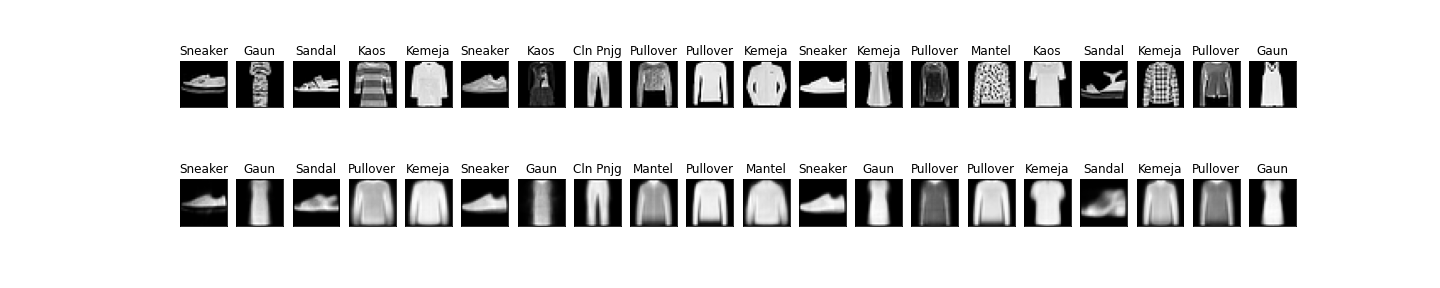 Sneaker Gaun Sandal Kaos Kemeja Sneaker Kaos Cln Pnjg Pullover Pullover Kemeja Sneaker Kemeja Pullover Mantel Kaos Sandal Kemeja Pullover Gaun
Sneaker Gaun Sandal Pullover Kemeja Sneaker Gaun Cln Pnjg Mantel Pullover Mantel Sneaker Gaun Pullover Pullover Kemeja Sandal Kemeja Pullover Gaun